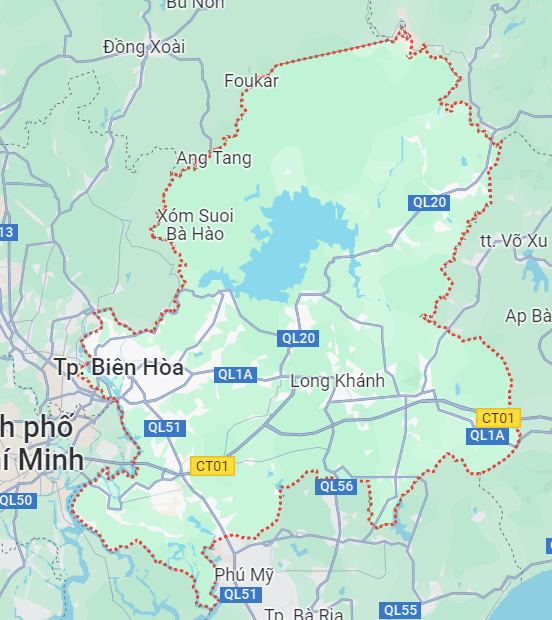 Bù Nơn
Đồng Xoài
Foukar
Ang Tang
Xóm Suoi
Bà Hào
QL20
13
tt. Võ Xu
Ap Bà
QL20
Tp. Biên Hòa
QL1A
Long Khánh
h phố
QL51
CT01
QL1A
í Minh
CT01
QL50
QL56
Phú Mỹ
QL51
Tp. Bà Rịa
QL55